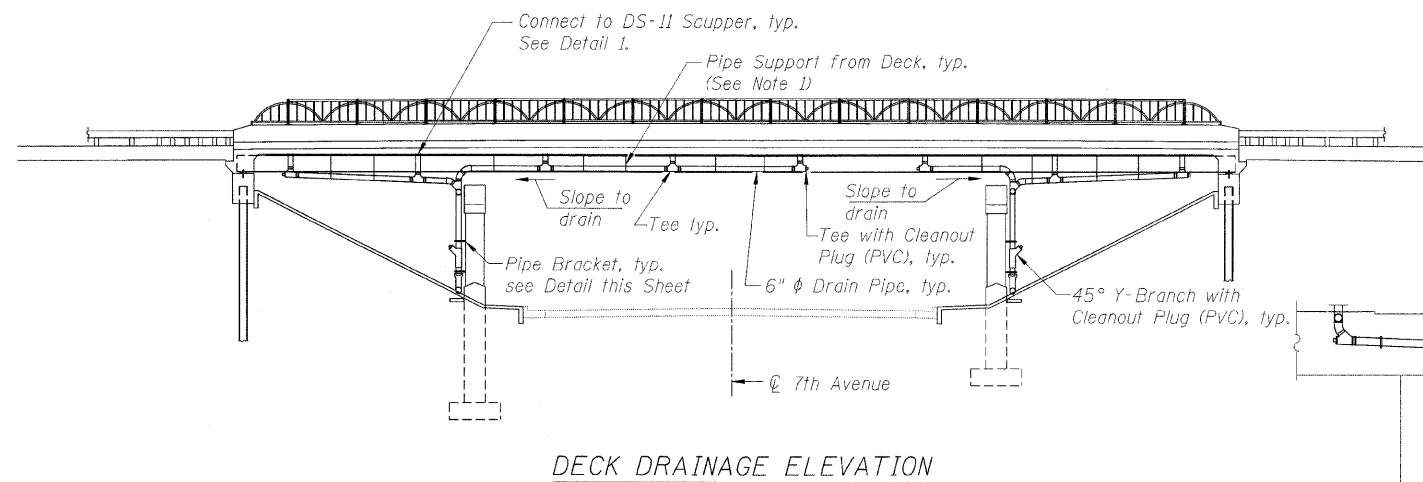 Connect to DS-11 Scupper, typ.
See Detail 1.
Pipe Support from Deck, typ.
(See Note 1)
Slope to
drain
Slope to
drain
Tee typ.
Tee with Cleanout
Plug (PVC), typ.
Pipe Bracket, typ.
see Detail this Sheet
6" ϕ Drain Pipe, typ.
45° Y-Branch with
Cleanout Plug (PVC), typ.
℄ 7th Avenue
DECK DRAINAGE ELEVATION